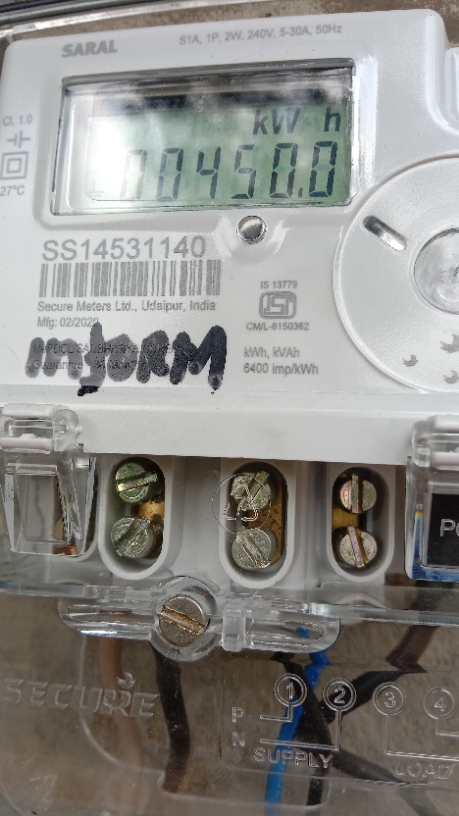 SARAL
S1A, 1P, 2W, 240V, 5-30A, 50Hz
Cl. 1.0
27°C
kW h
00450.0
SS14531140
Secure Meters Ltd., Udaipur, India
Mfg: 02/2020
IS 13779
ISI
CM/L-8150362
kWh, kVAh
6400 imp/kWh
SECURE
P
N
1
2
3
4
SUPPLY
LOAD